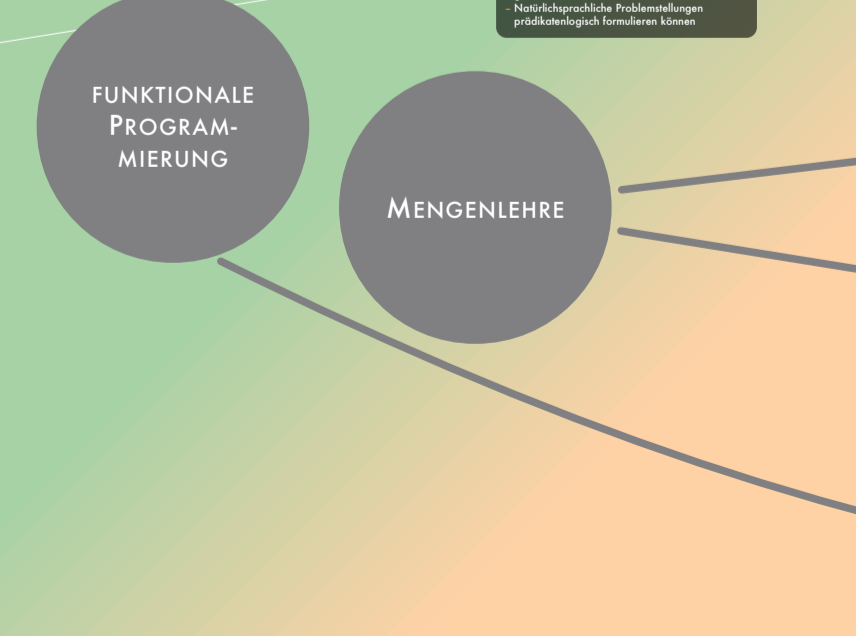 – Natürlichsprachliche Problemstellungen
prädikatenlogisch formulieren können
FUNKTIONALE
PROGRAM-
MIERUNG
MENGENLEHRE